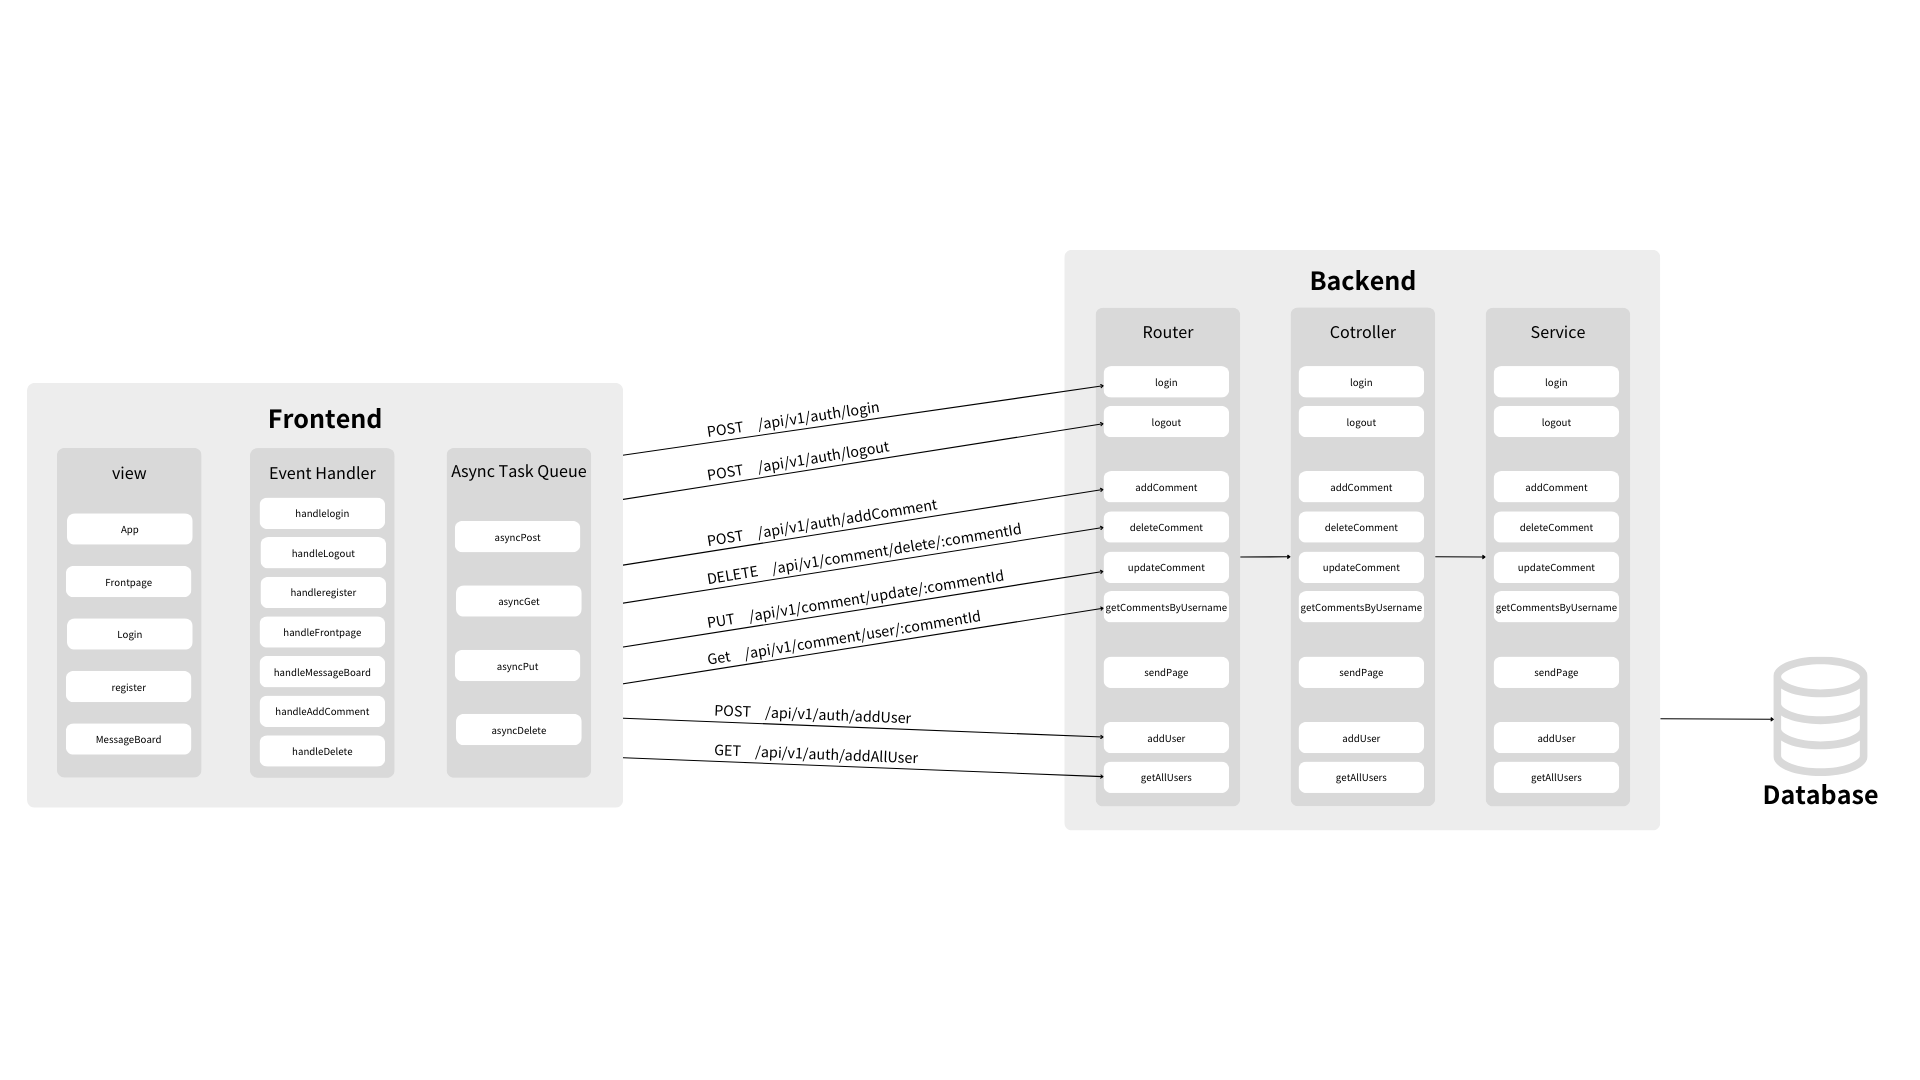 Frontend
view
App
Frontpage
Login
register
MessageBoard
Event Handler
handlelogin
handleLogout
handleregister
handleFrontpage
handleMessageBoard
handleAddComment
handleDelete
Async Task Queue
asyncPost
asyncGet
asyncPut
asyncDelete
POST /api/v1/auth/login
POST /api/v1/auth/logout
POST /api/v1/auth/addComment
DELETE /api/v1/comment/delete/:commentId
PUT /api/v1/comment/update/:commentId
Get /api/v1/comment/user/:commentId
POST /api/v1/auth/addUser
GET /api/v1/auth/addAllUser
Backend
Router
login
logout
addComment
deleteComment
updateComment
getCommentsByUsername
sendPage
addUser
getAllUsers
Cotroller
login
logout
addComment
deleteComment
updateComment
getCommentsByUsername
sendPage
addUser
getAllUsers
Service
login
logout
addComment
deleteComment
updateComment
getCommentsByUsername
sendPage
addUser
getAllUsers
Database